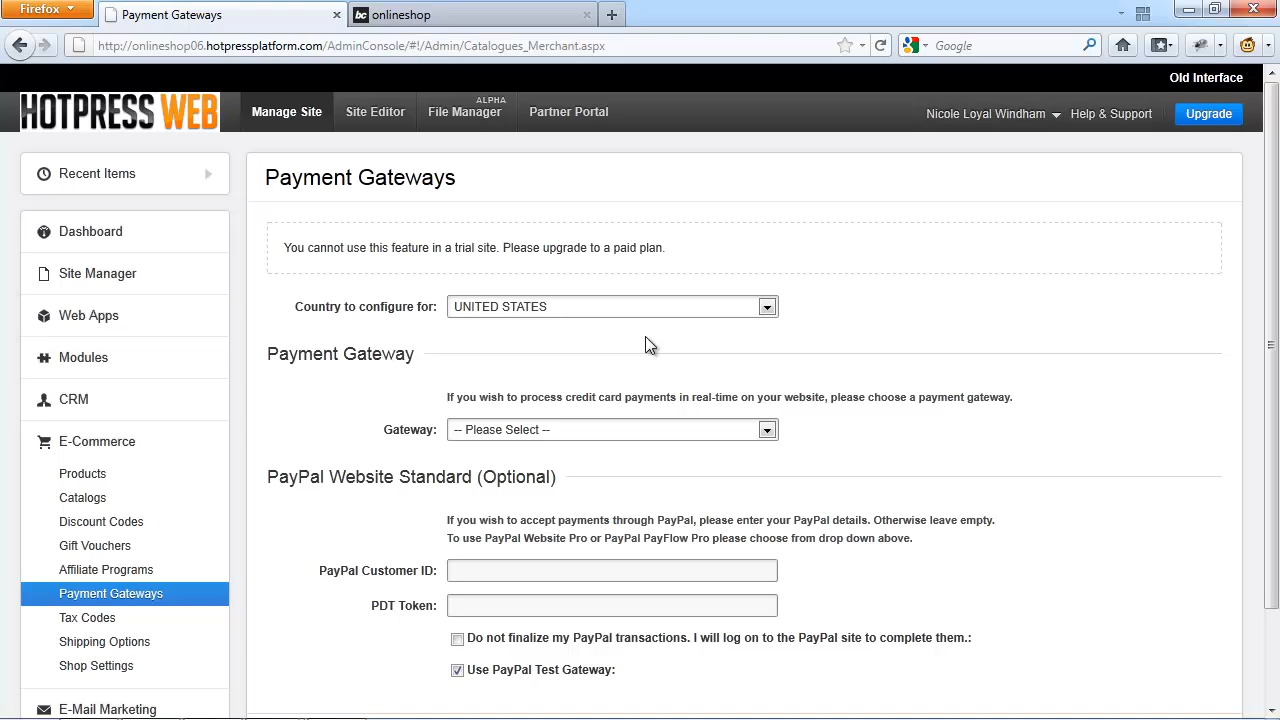 Firefox
Payment Gateways
onlineshop
http://onlineshop06.hotpressplatform.com/AdminConsole/#!/Admin/Catalogues_Merchant.aspx
Google
Old Interface
HOTPRESS WEB
Manage Site
Site Editor
ALPHA
File Manager
Partner Portal
Nicole Loyal Windham
Help & Support
Upgrade
Recent Items
Dashboard
Site Manager
Web Apps
Modules
CRM
E-Commerce
Products
Catalogs
Discount Codes
Gift Vouchers
Affiliate Programs
Payment Gateways
Tax Codes
Shipping Options
Shop Settings
E-Mail Marketing
Payment Gateways
You cannot use this feature in a trial site. Please upgrade to a paid plan.
Country to configure for: UNITED STATES
Payment Gateway
If you wish to process credit card payments in real-time on your website, please choose a payment gateway.
Gateway: -- Please Select --
PayPal Website Standard (Optional)
If you wish to accept payments through PayPal, please enter your PayPal details. Otherwise leave empty.
To use PayPal Website Pro or PayPal PayFlow Pro please choose from drop down above.
PayPal Customer ID:
PDT Token:
Do not finalize my PayPal transactions. I will log on to the PayPal site to complete them.:
Use PayPal Test Gateway: